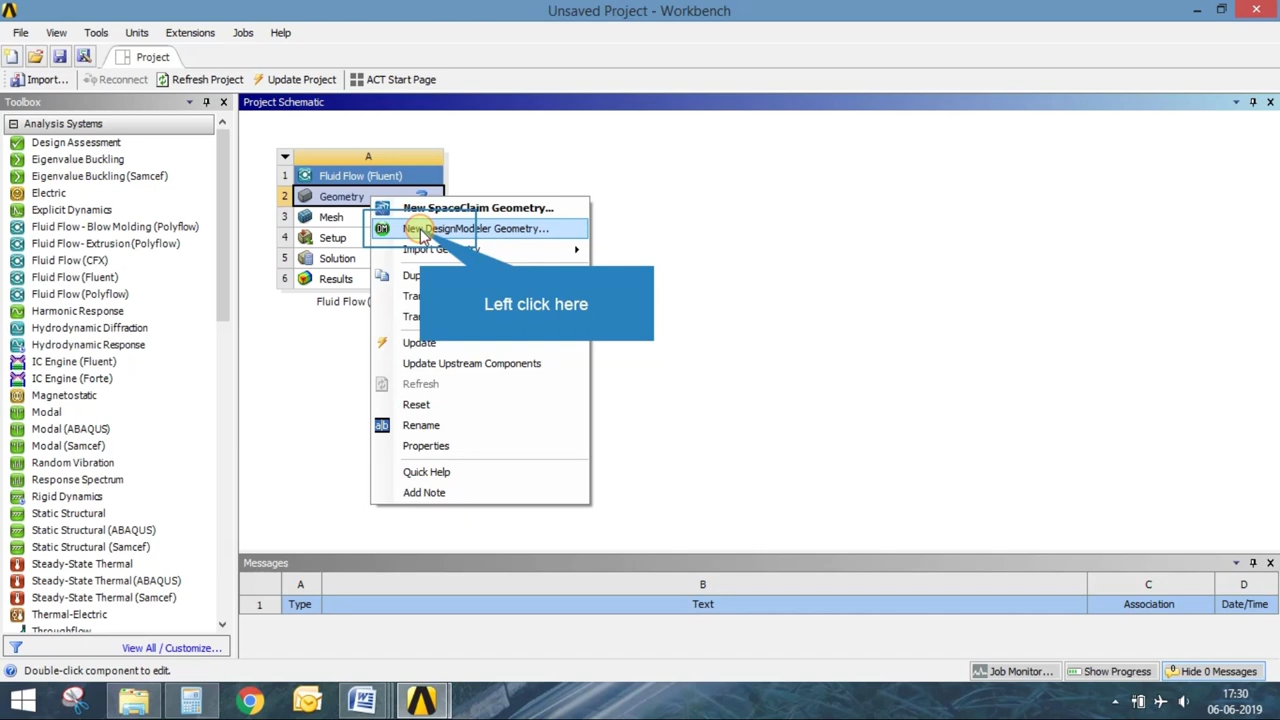 Unsaved Project - Workbench
File View Tools Units Extensions Jobs Help
Project
Import... Reconnect Refresh Project Update Project ACT Start Page
Toolbox
Project Schematic
Analysis Systems
Design Assessment
Eigenvalue Buckling
Eigenvalue Buckling (Samcef)
Electric
Explicit Dynamics
Fluid Flow - Blow Molding (Polyflow)
Fluid Flow - Extrusion (Polyflow)
Fluid Flow (CFX)
Fluid Flow (Fluent)
Fluid Flow (Polyflow)
Harmonic Response
Hydrodynamic Diffraction
Hydrodynamic Response
IC Engine (Fluent)
IC Engine (Forte)
Magnetostatic
Modal
Modal (ABAQUS)
Modal (Samcef)
Random Vibration
Response Spectrum
Rigid Dynamics
Static Structural
Static Structural (ABAQUS)
Static Structural (Samcef)
Steady-State Thermal
Steady-State Thermal (ABAQUS)
Steady-State Thermal (Samcef)
Thermal-Electric
Throughflow
View All / Customize...
A
1 Fluid Flow (Fluent)
2 Geometry
3 Mesh
4 Setup
5 Solution
6 Results
Fluid Flow (
New SpaceClaim Geometry...
New DesignModeler Geometry...
Import Geometry
Dup
Tra
Tra
Left click here
Update
Update Upstream Components
Refresh
Reset
Rename
Properties
Quick Help
Add Note
Messages
A B C D
1 Type Text Association Date/Time
Double-click component to edit.
Job Monitor... Show Progress Hide 0 Messages
17:30
06-06-2019